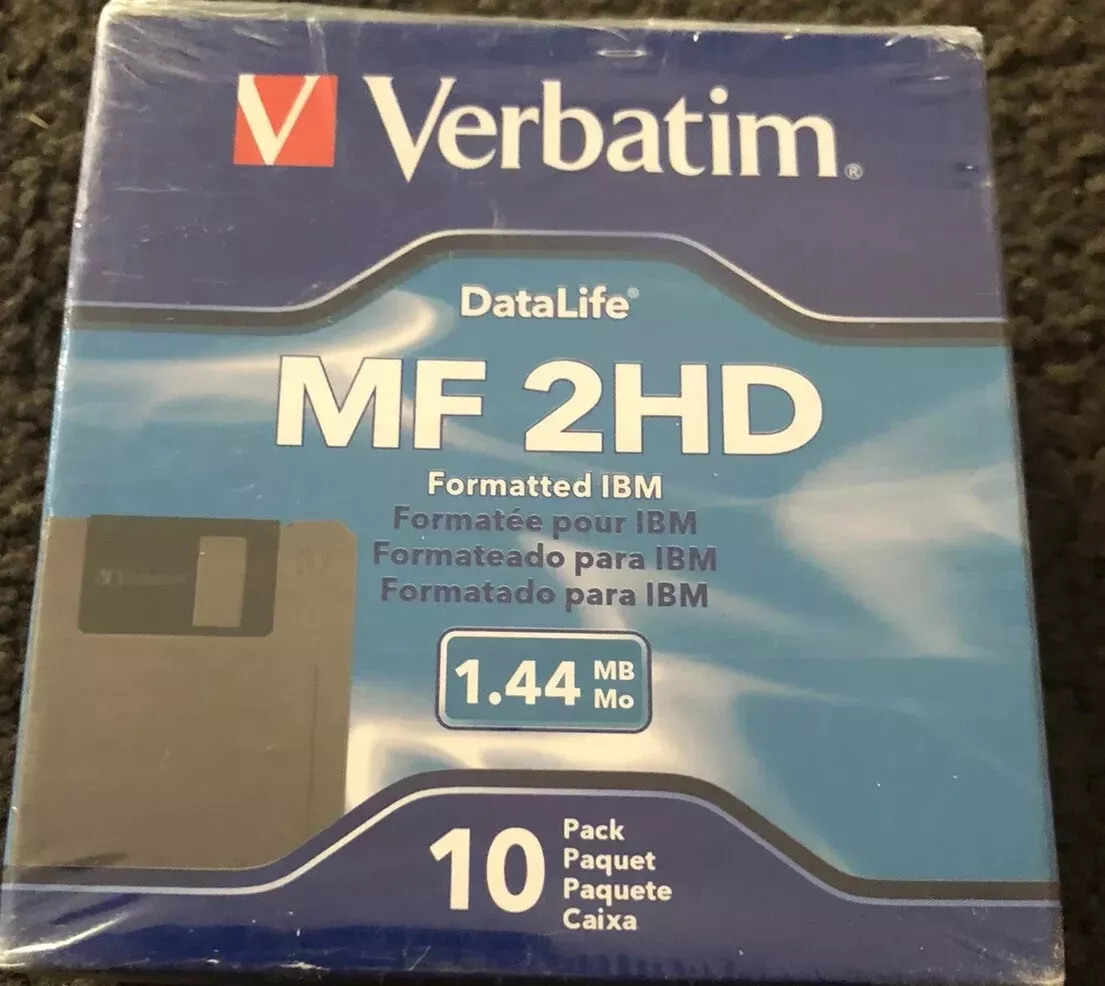 V Verbatim®
DataLife®
MF 2HD
Formatted IBM
Formatée pour IBM
Formateado para IBM
Formatado para IBM
1.44 MB
Mo
10 Pack
Paquet
Paquete
Caixa